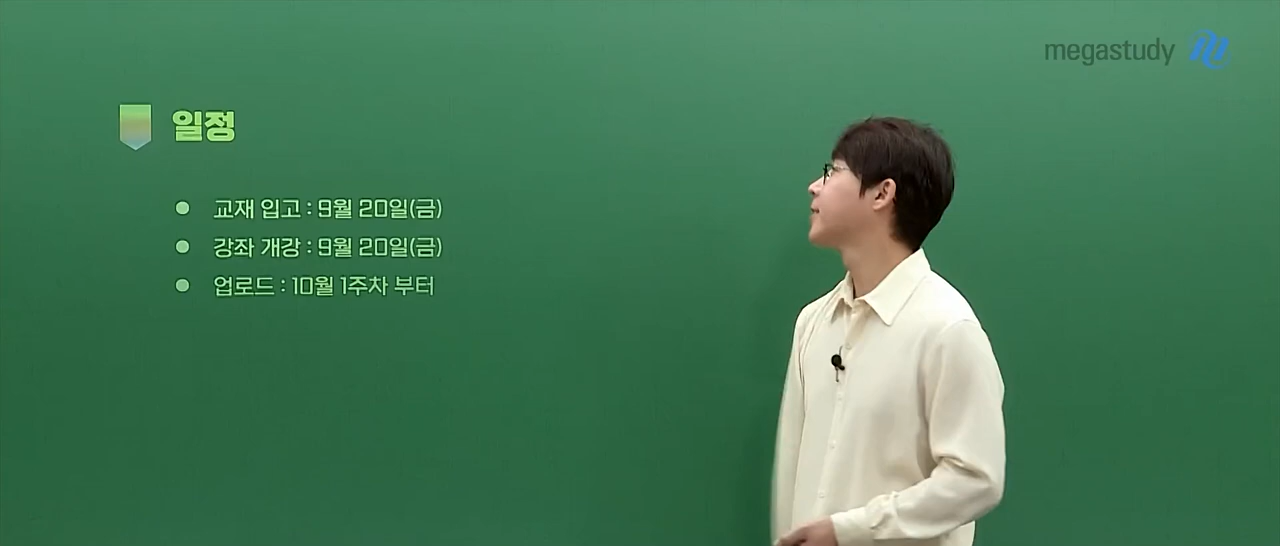 megastudy
일정
교재 입고 : 9월 20일(금)
강좌 개강 : 9월 20일(금)
업로드 : 10월 1주차 부터